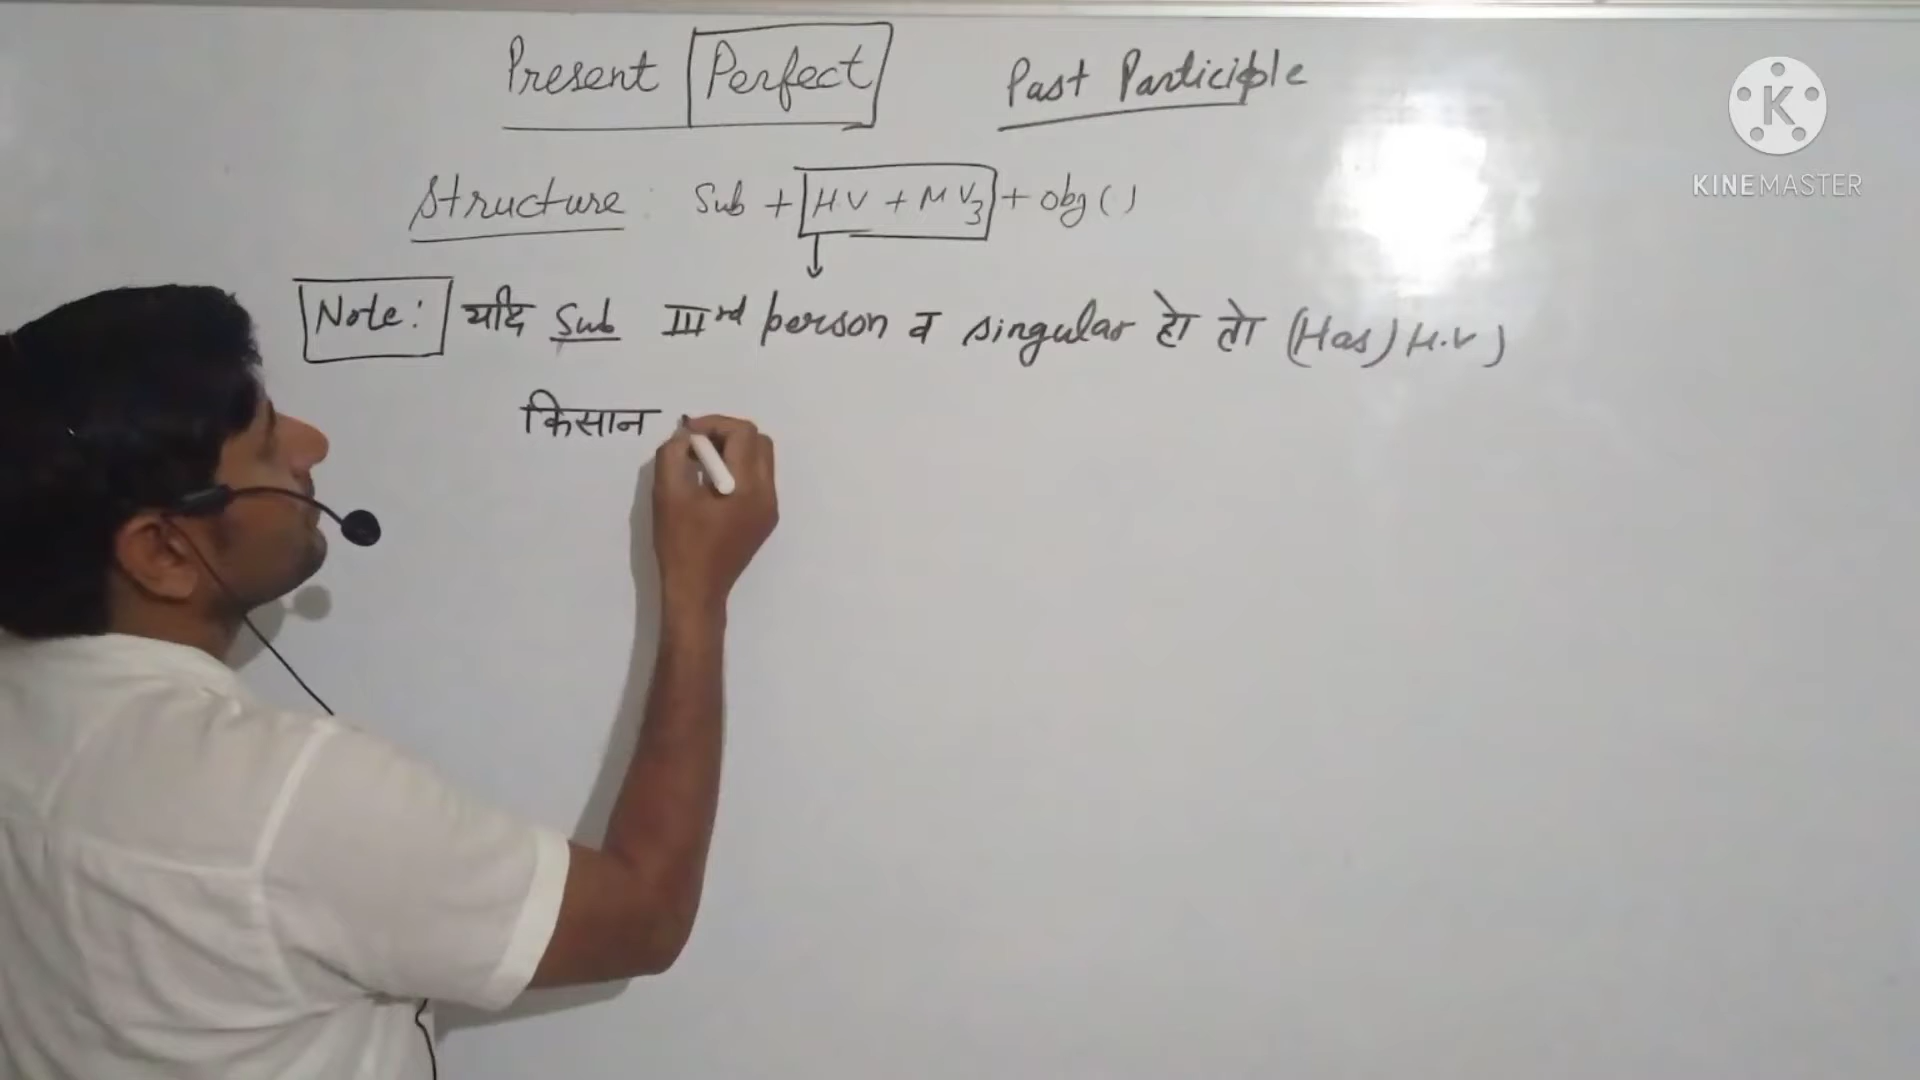 Present Perfect Past Participle
Structure : Sub + HV + MV3 + obj ( )
Note: यदि Sub IIIrd person व singular हो तो (Has) H.V )
किसान
K
KINEMASTER